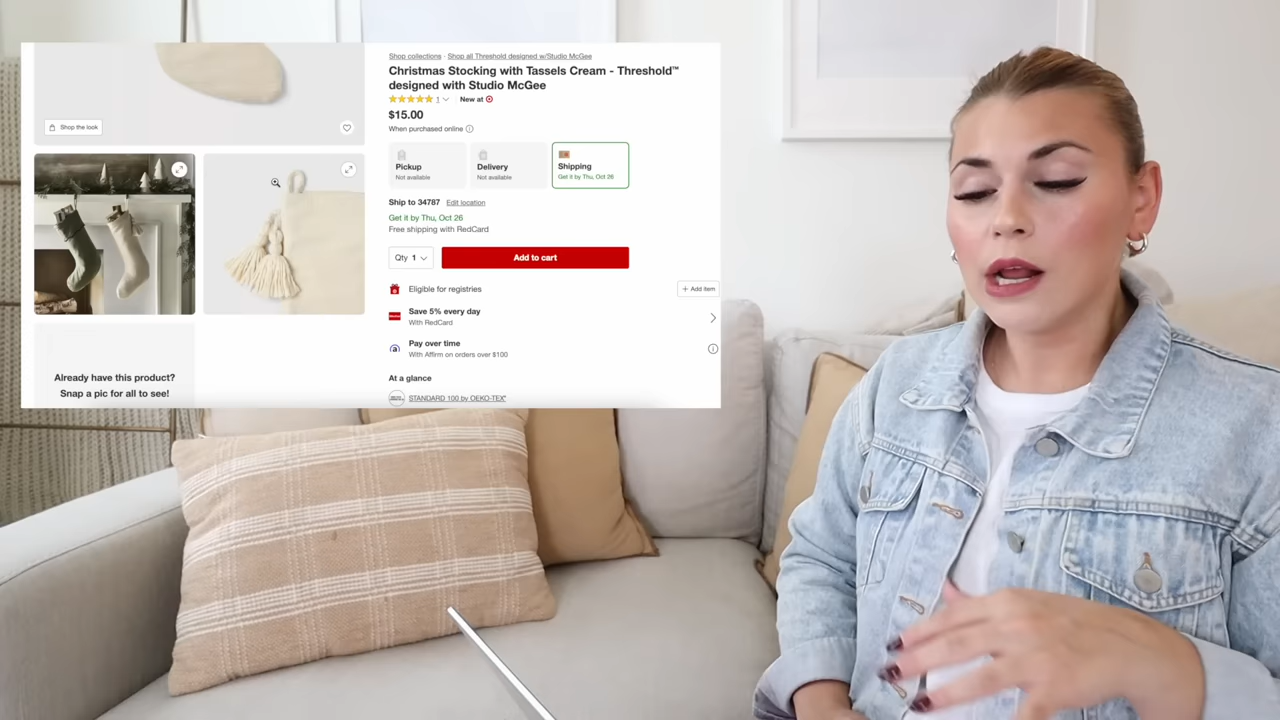 Shop collections · Shop all Threshold designed w/Studio McGee
Christmas Stocking with Tassels Cream - Threshold™
designed with Studio McGee
1
New at
$15.00
When purchased online
Shop the look
Pickup
Not available
Delivery
Not available
Shipping
Get it by Thu, Oct 26
Ship to 34787 Edit location
Get it by Thu, Oct 26
Free shipping with RedCard
Qty 1
Add to cart
Eligible for registries
+ Add item
Save 5% every day
With RedCard
Pay over time
With Affirm on orders over $100
At a glance
STANDARD 100 by OEKO-TEX®
Already have this product?
Snap a pic for all to see!